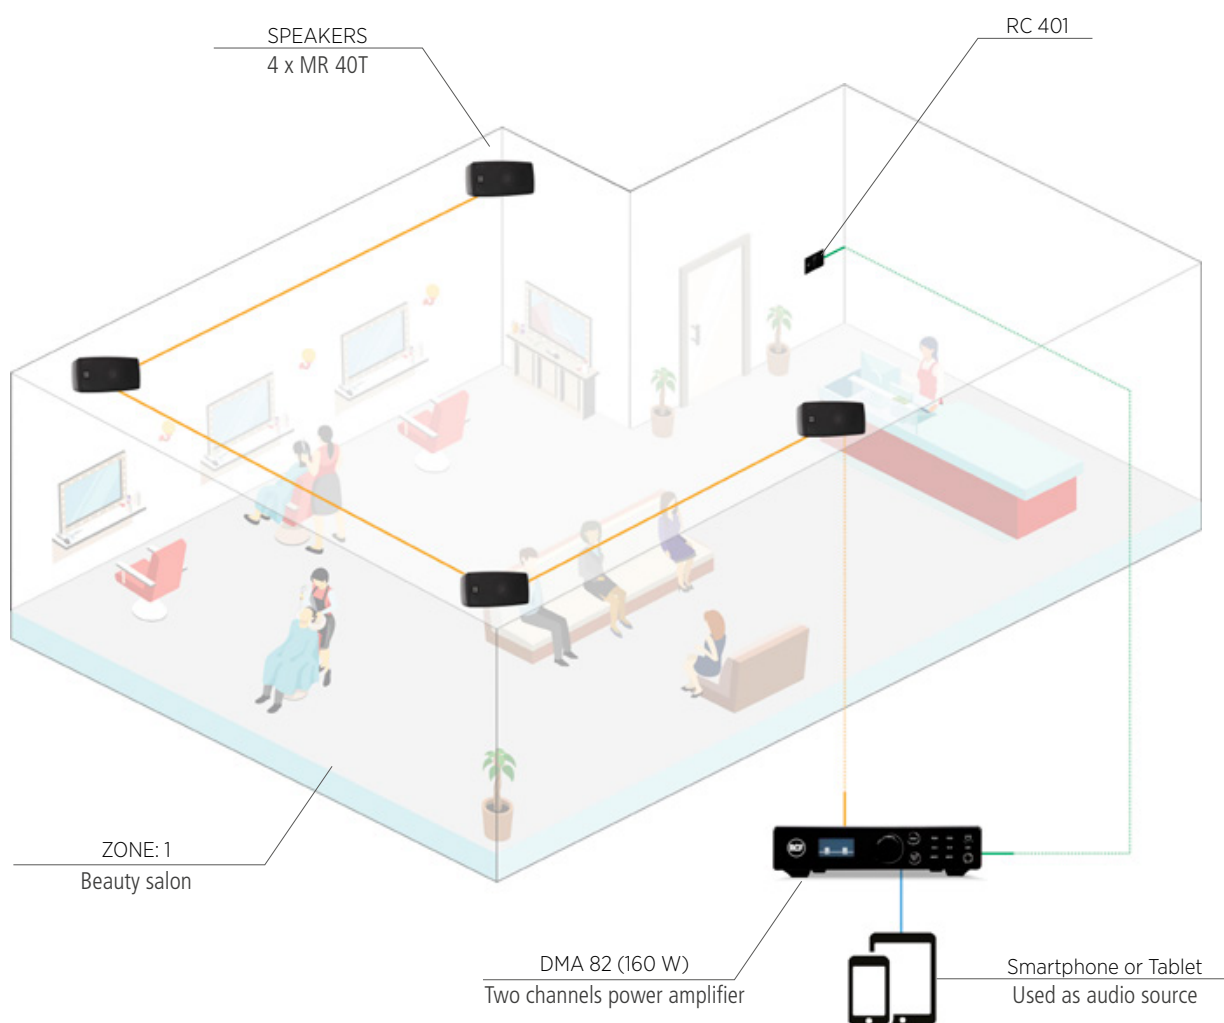 SPEAKERS
4 x MR 40T
RC 401
ZONE: 1
Beauty salon
RCF
DMA 82 (160 W)
Two channels power amplifier
Smartphone or Tablet
Used as audio source